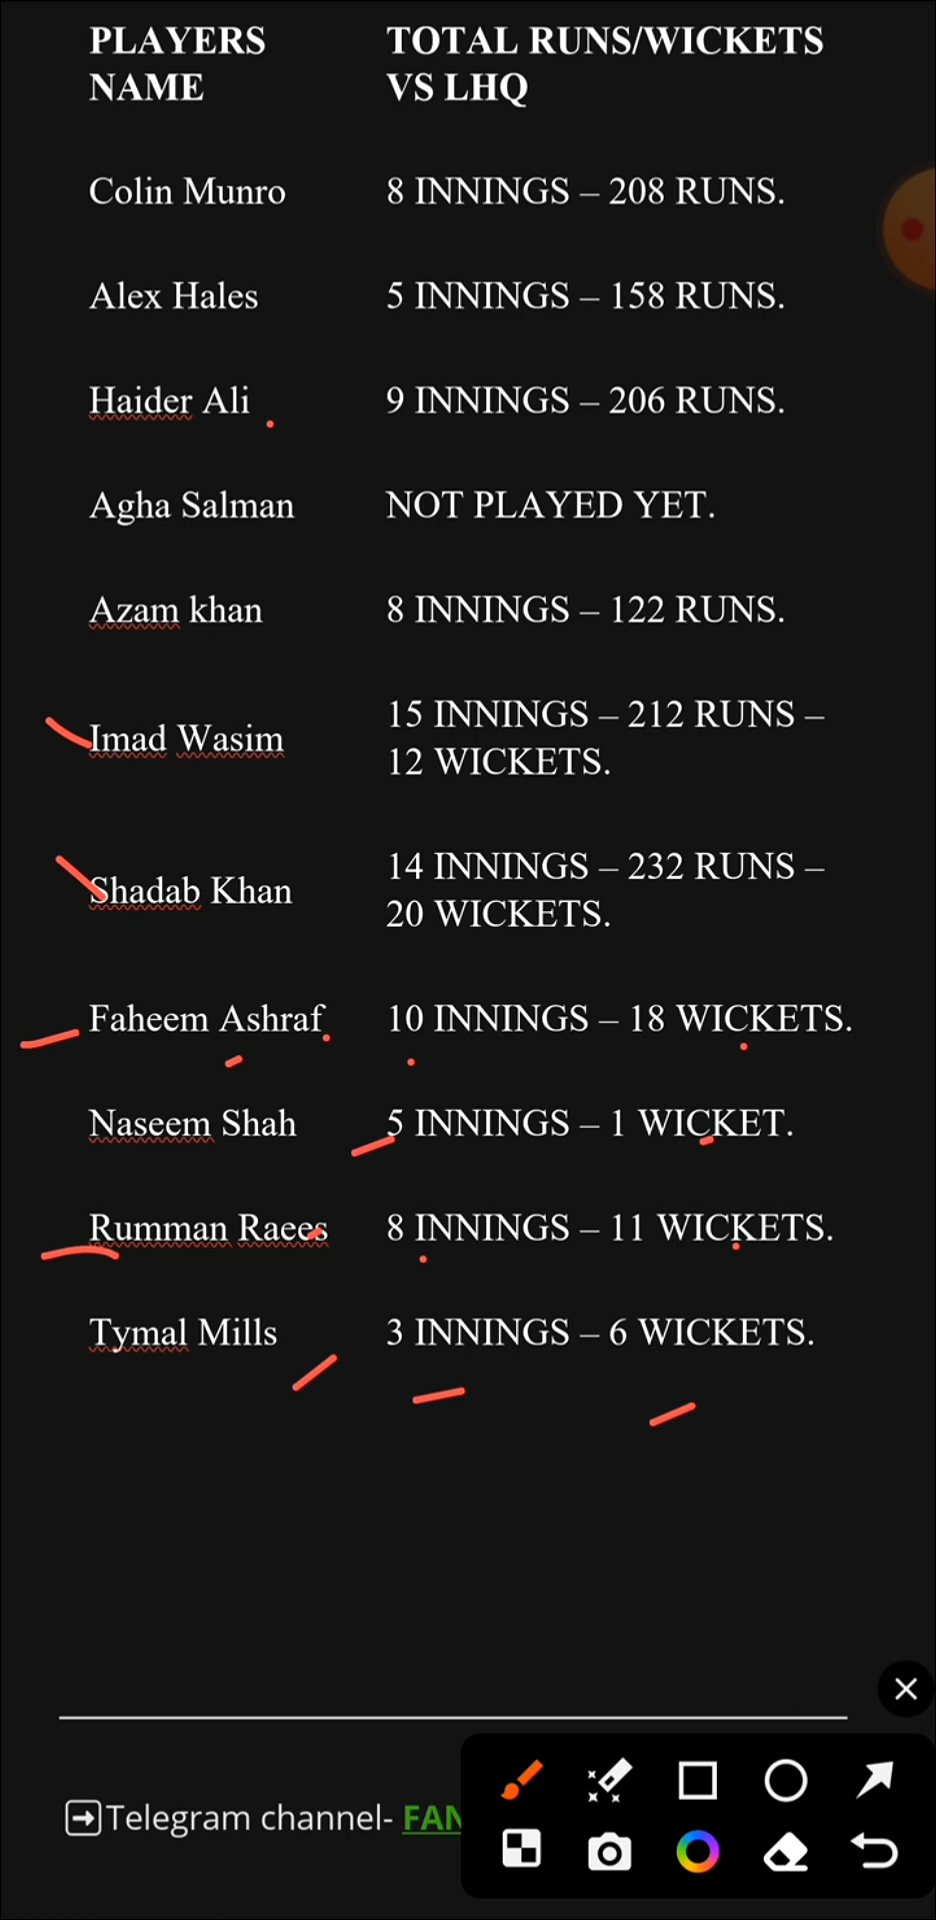 PLAYERS TOTAL RUNS/WICKETS
NAME VS LHQ
Colin Munro 8 INNINGS – 208 RUNS.
Alex Hales 5 INNINGS – 158 RUNS.
Haider Ali 9 INNINGS – 206 RUNS.
Agha Salman NOT PLAYED YET.
Azam khan 8 INNINGS – 122 RUNS.
Imad Wasim 15 INNINGS – 212 RUNS –
12 WICKETS.
Shadab Khan 14 INNINGS – 232 RUNS –
20 WICKETS.
Faheem Ashraf 10 INNINGS – 18 WICKETS.
Naseem Shah 5 INNINGS – 1 WICKET.
Rumman Raees 8 INNINGS – 11 WICKETS.
Tymal Mills 3 INNINGS – 6 WICKETS.
Telegram channel- FAN